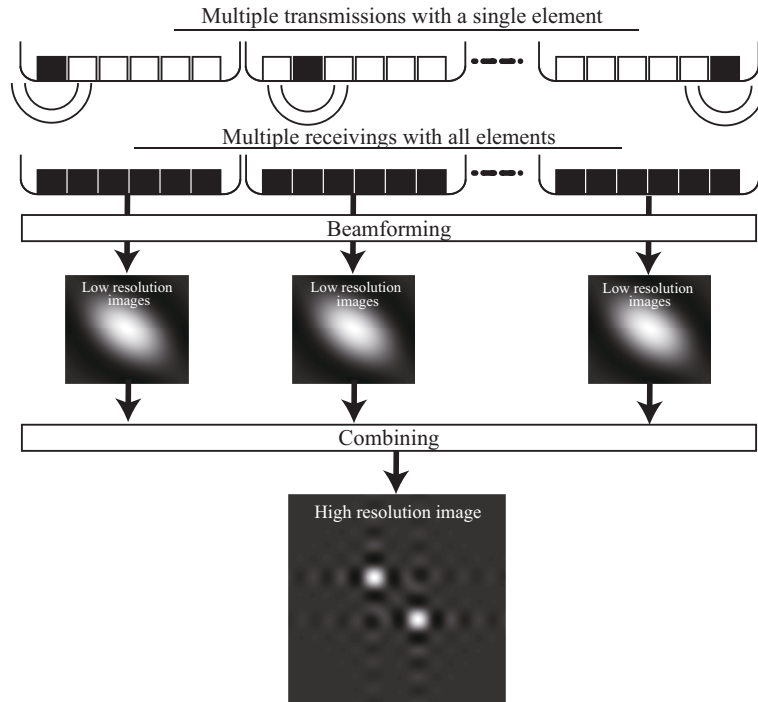 Multiple transmissions with a single element
Multiple receivings with all elements
Beamforming
Low resolution
images
Low resolution
images
Low resolution
images
Combining
High resolution image